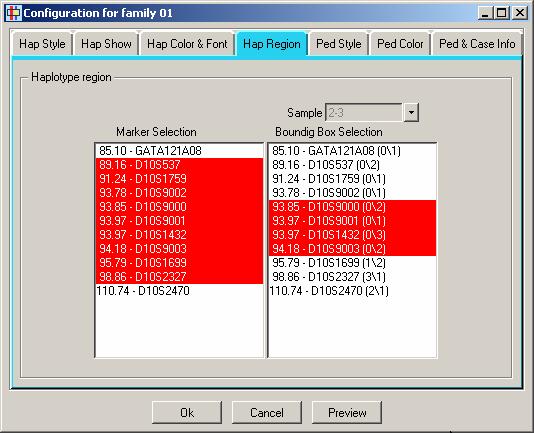 Configuration for family 01
Hap Style Hap Show Hap Color & Font Hap Region Ped Style Ped Color Ped & Case Info
Haplotype region
Sample 2-3
Marker Selection Boundig Box Selection
85.10 - GATA121A08 85.10 - GATA121A08 (0\1)
89.16 - D10S537 89.16 - D10S537 (0\2)
91.24 - D10S1759 91.24 - D10S1759 (0\1)
93.78 - D10S9002 93.78 - D10S9002 (0\1)
93.85 - D10S9000 93.85 - D10S9000 (0\2)
93.97 - D10S9001 93.97 - D10S9001 (0\1)
93.97 - D10S1432 93.97 - D10S1432 (0\3)
94.18 - D10S9003 94.18 - D10S9003 (0\2)
95.79 - D10S1699 95.79 - D10S1699 (1\2)
98.86 - D10S2327 98.86 - D10S2327 (3\1)
110.74 - D10S2470 110.74 - D10S2470 (2\1)
Ok Cancel Preview